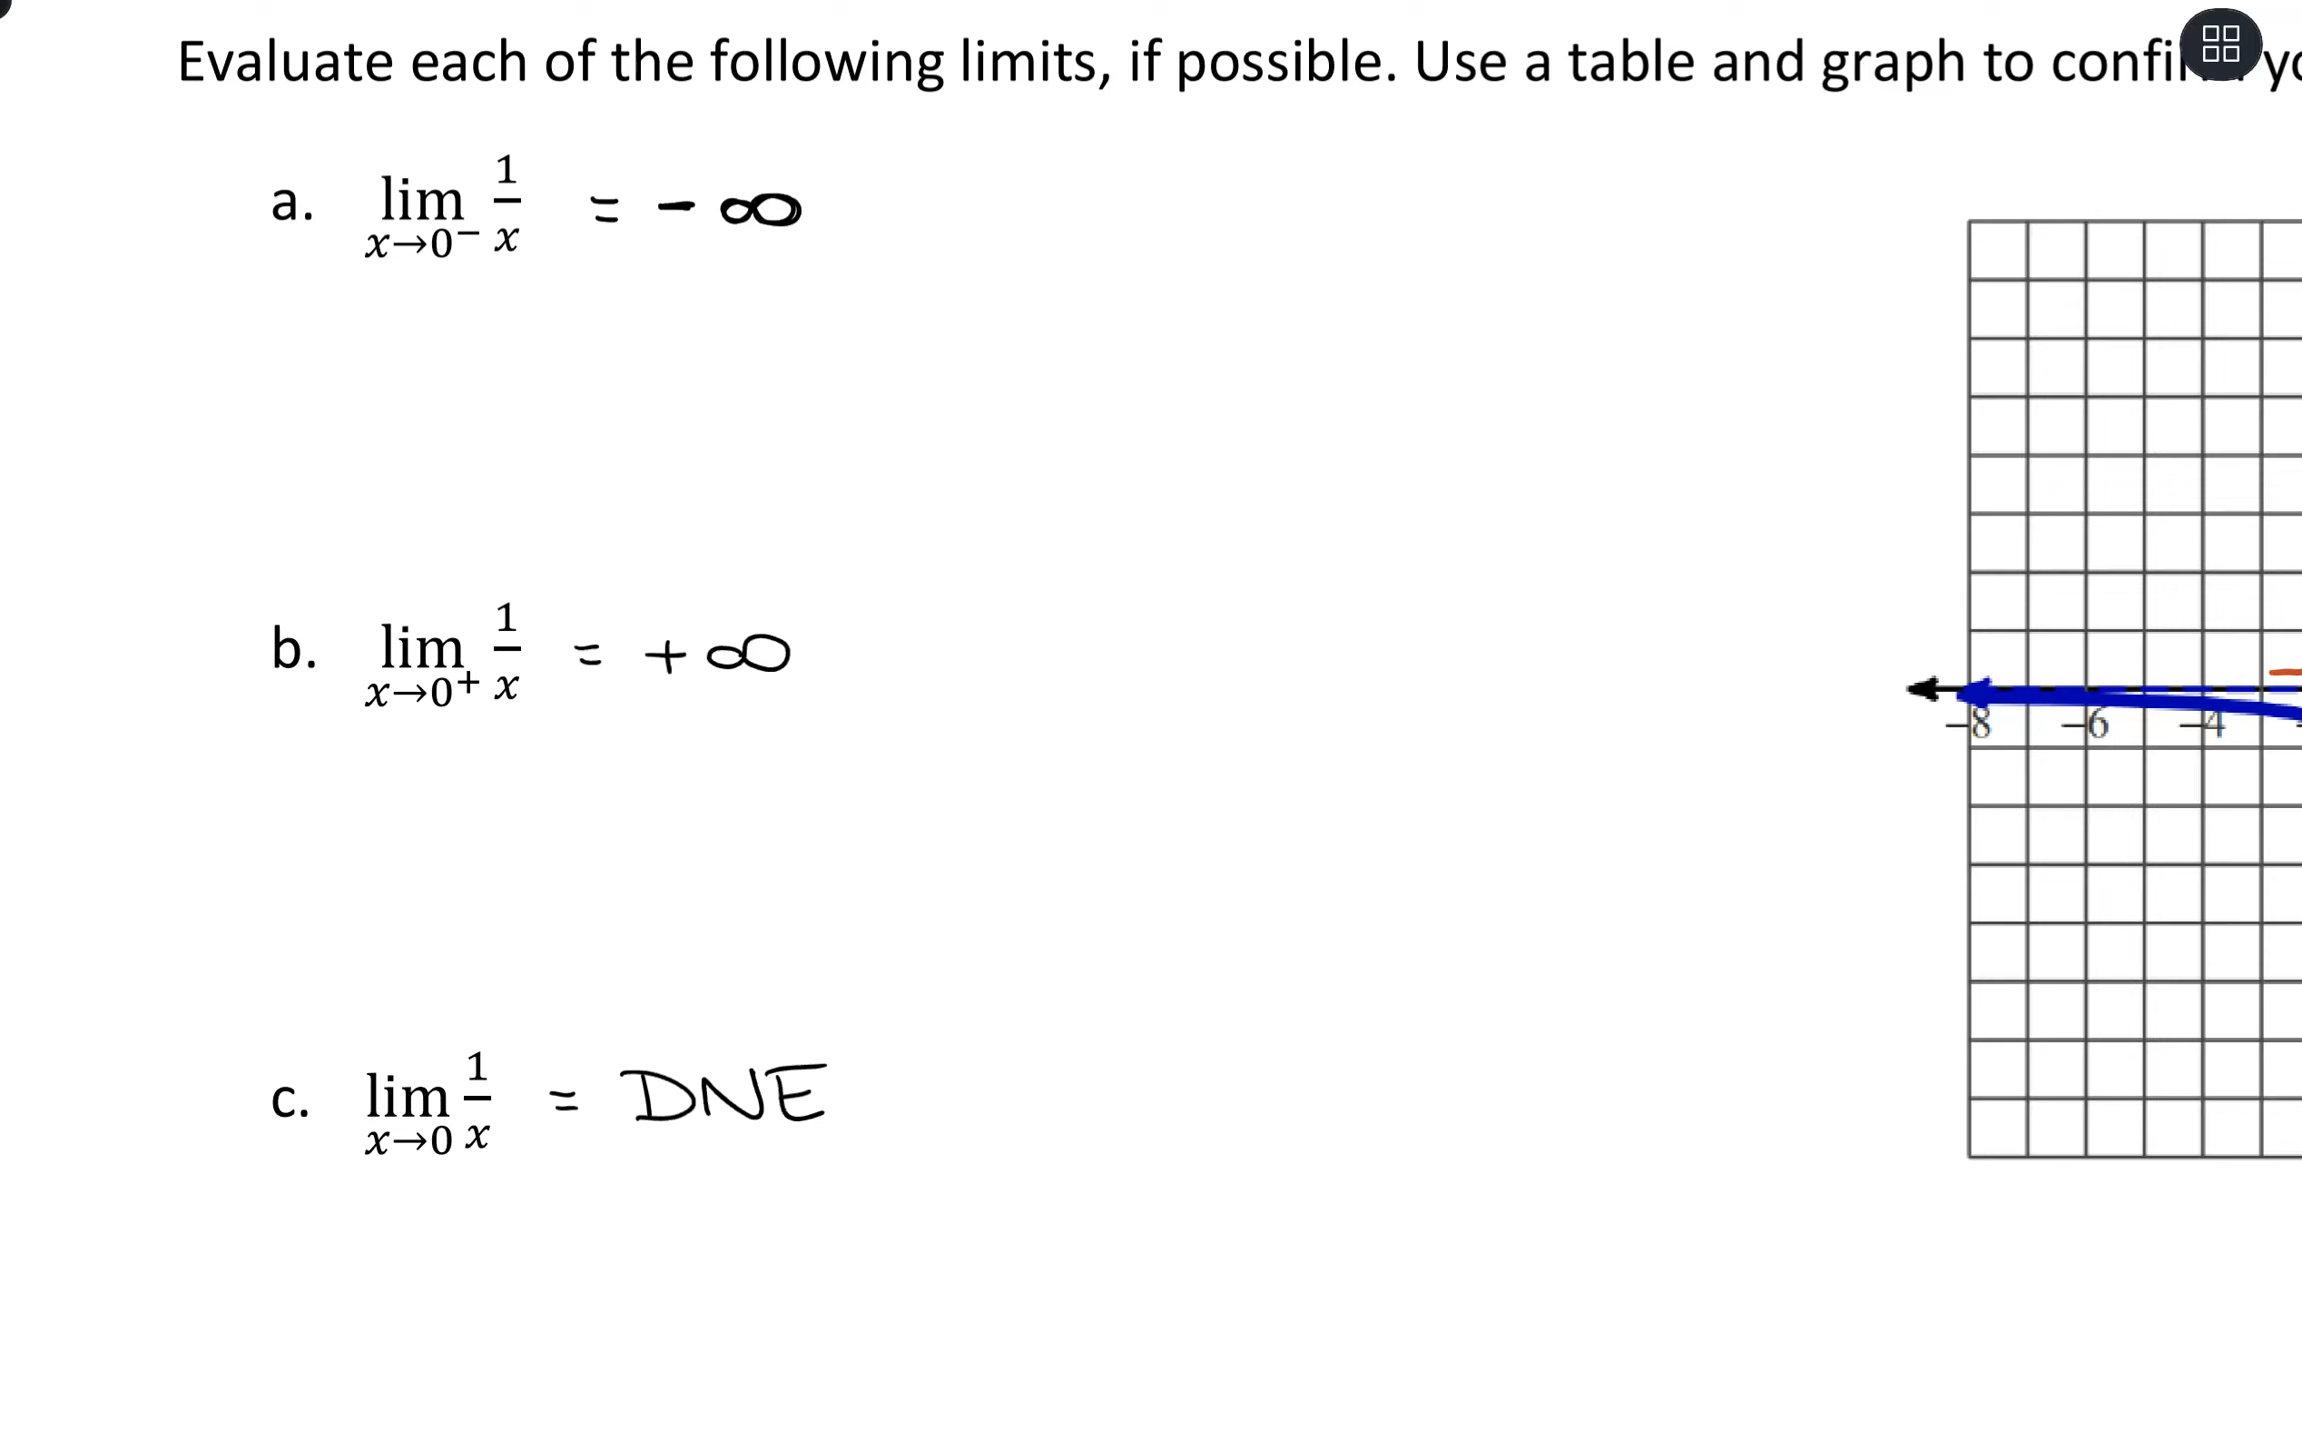 Evaluate each of the following limits, if possible. Use a table and graph to
a. lim x→0⁻ 1/x = - ∞
b. lim x→0⁺ 1/x = + ∞
-8 -6 -4
c. lim x→0 1/x = DNE